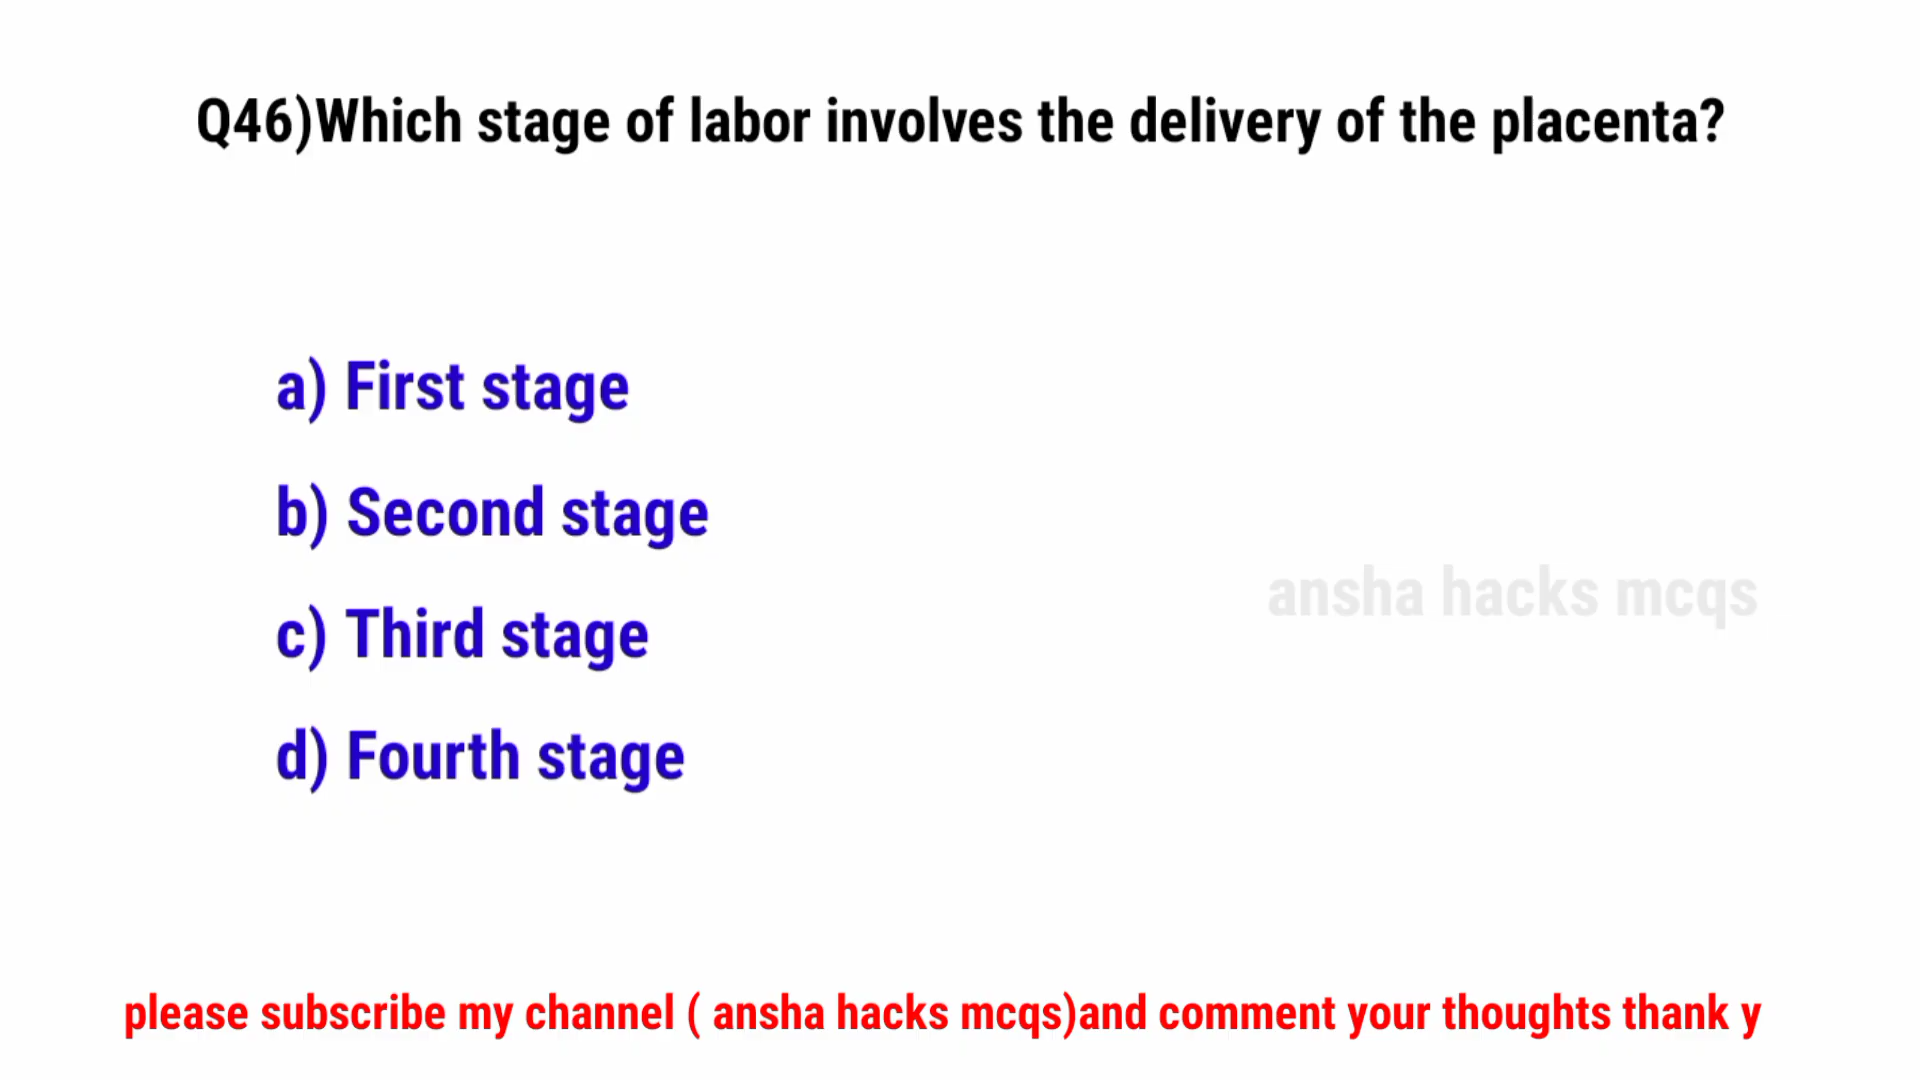 Q46)Which stage of labor involves the delivery of the placenta?
a) First stage
b) Second stage
ansha hacks mcqs
c) Third stage
d) Fourth stage
please subscribe my channel ( ansha hacks mcqs)and comment your thoughts thank y